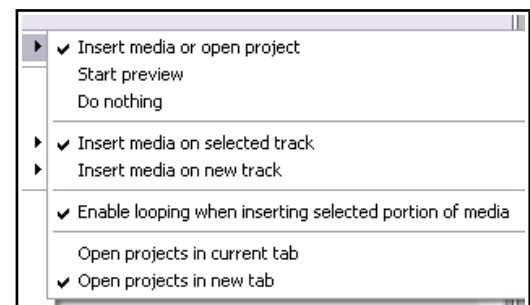 Insert media or open project
Start preview
Do nothing
Insert media on selected track
Insert media on new track
Enable looping when inserting selected portion of media
Open projects in current tab
Open projects in new tab